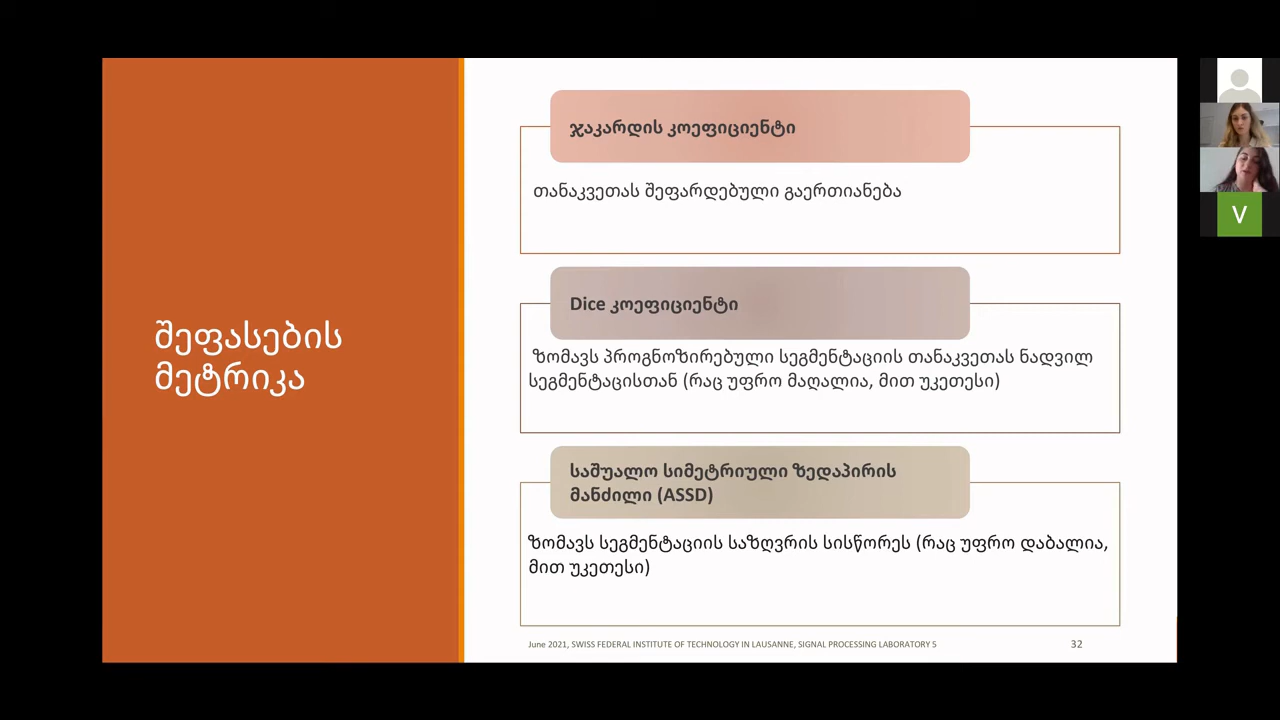 შეფასების
მეტრიკა
ჯაკარდის კოეფიციენტი
თანაკვეთას შეფარდებული გაერთიანება
Dice კოეფიციენტი
ზომავს პროგნოზირებული სეგმენტაციის თანაკვეთას ნადვილ
სეგმენტაცისთან (რაც უფრო მაღალია, მით უკეთესი)
საშუალო სიმეტრიული ზედაპირის
მანძილი (ASSD)
ზომავს სეგმენტაციის საზღვრის სისწორეს (რაც უფრო დაბალია,
მით უკეთესი)
June 2021, SWISS FEDERAL INSTITUTE OF TECHNOLOGY IN LAUSANNE, SIGNAL PROCESSING LABORATORY 5
32
V